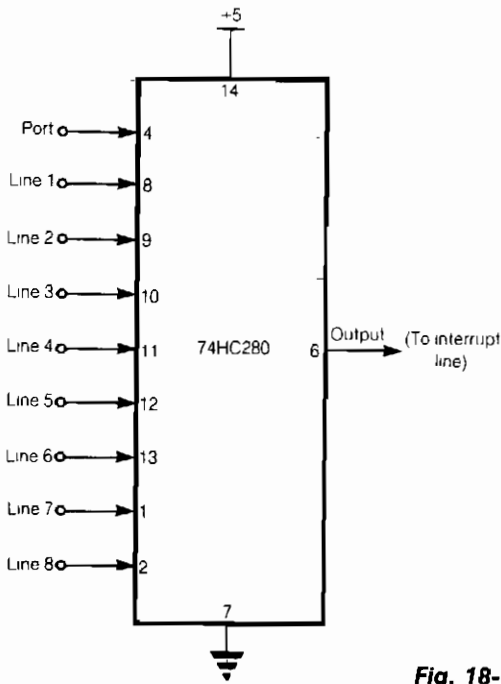 +5
14
Port 4
Line 1 8
Line 2 9
Line 3 10
Line 4 11 74HC280 6 Output (To interrupt
line)
Line 5 12
Line 6 13
Line 7 1
Line 8 2
7
Fig. 18-